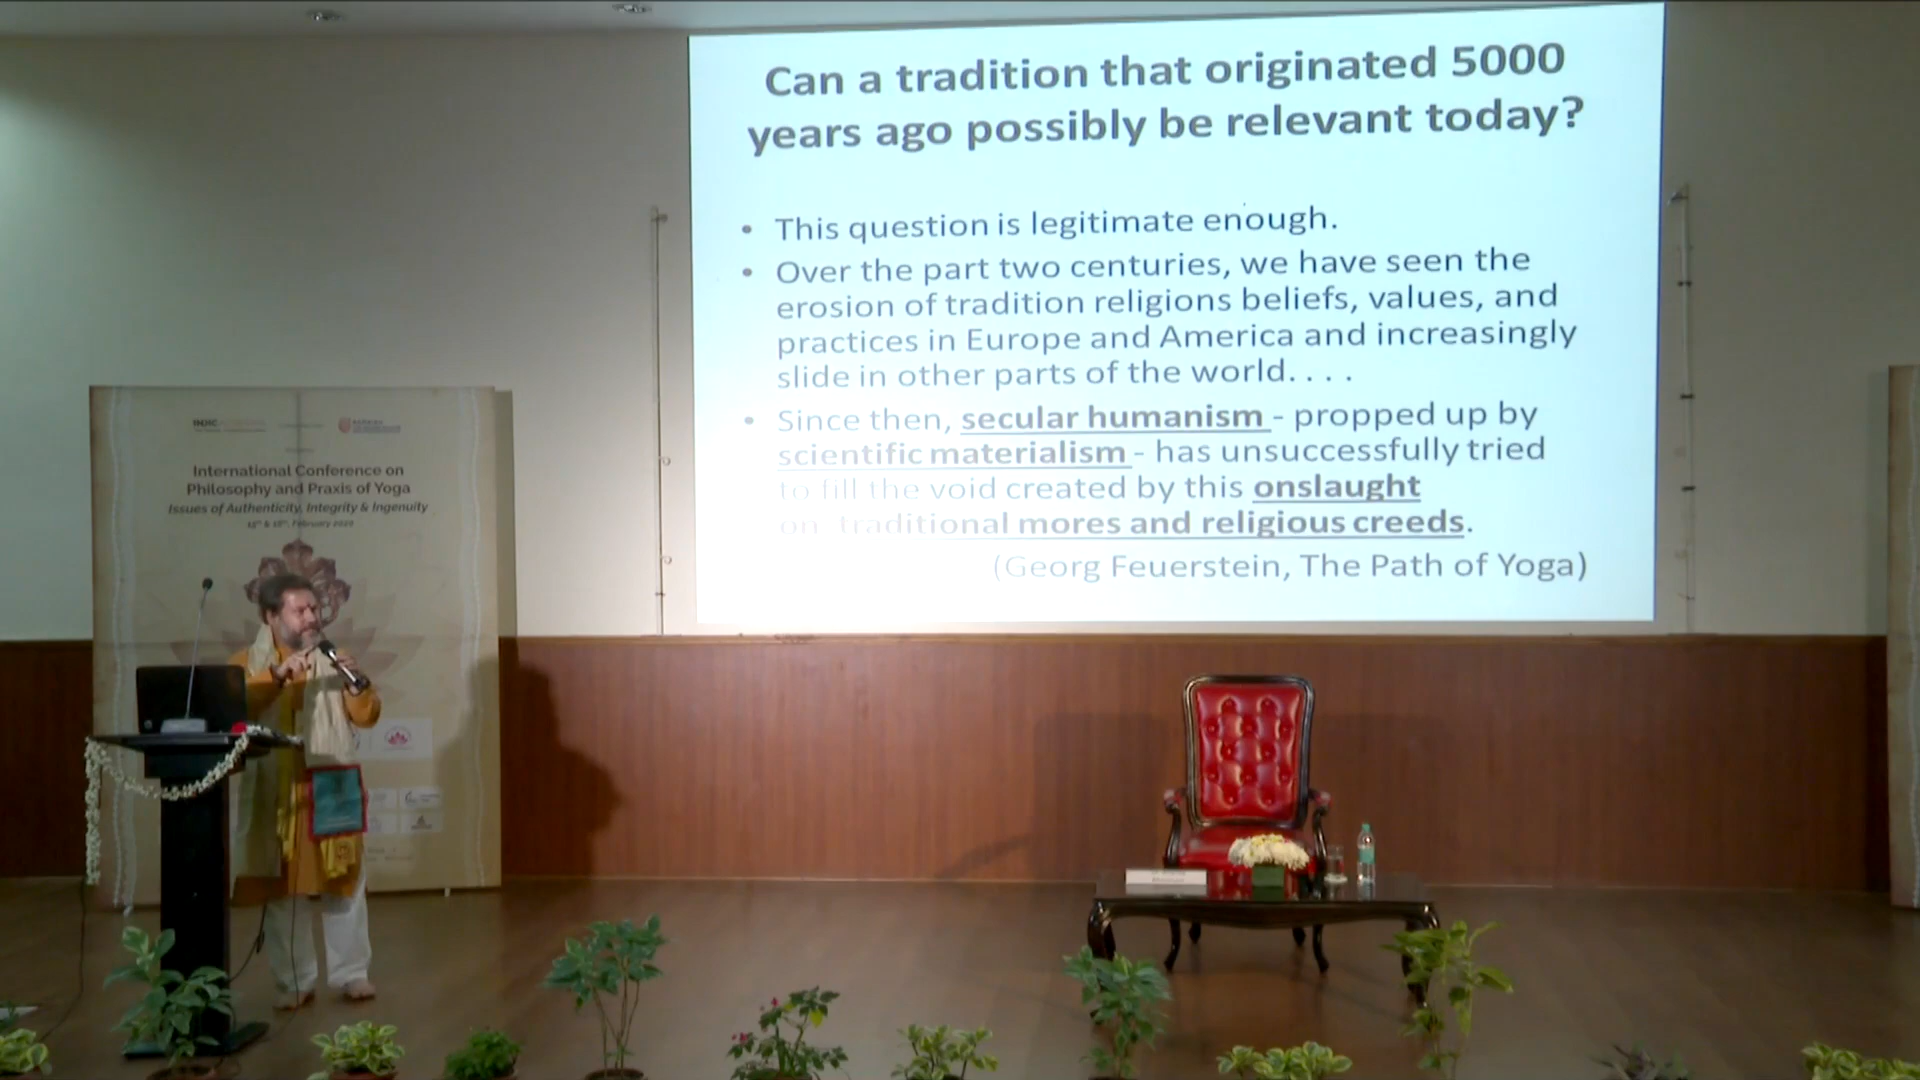 Can a tradition that originated 5000
years ago possibly be relevant today?
• This question is legitimate enough.
• Over the part two centuries, we have seen the
erosion of tradition religions beliefs, values, and
practices in Europe and America and increasingly
slide in other parts of the world. . . .
• Since then, secular humanism - propped up by
scientific materialism - has unsuccessfully tried
to fill the void created by this onslaught
on traditional mores and religious creeds.
(Georg Feuerstein, The Path of Yoga)
International Conference on
Philosophy and Praxis of Yoga
Issues of Authenticity, Integrity & Ingenuity